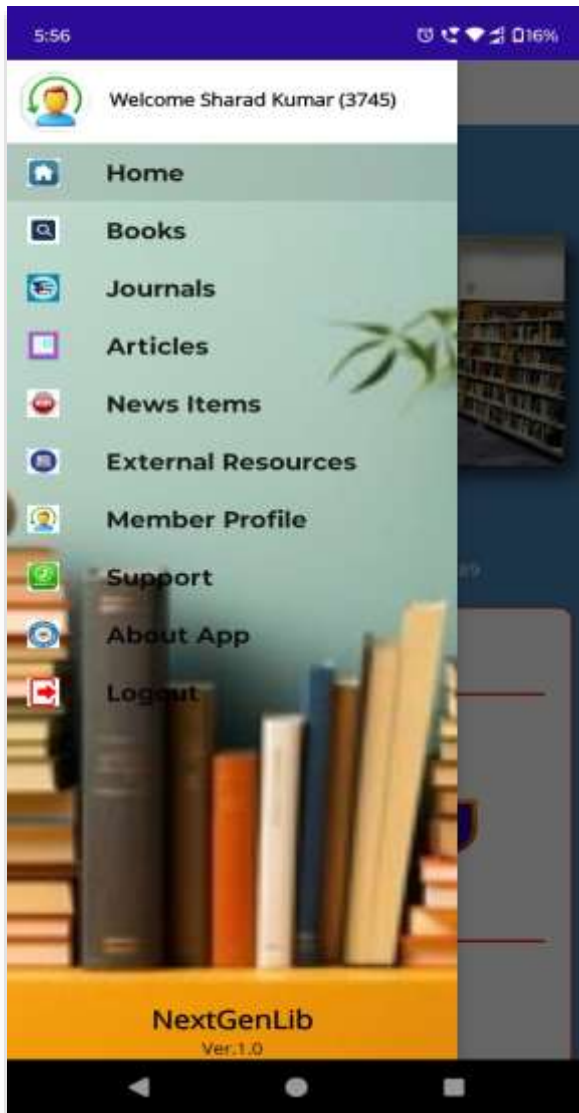 5:56
16%
Welcome Sharad Kumar (3745)
Home
Books
Journals
Articles
News Items
External Resources
Member Profile
Support
About App
Logout
NextGenLib
Ver.1.0